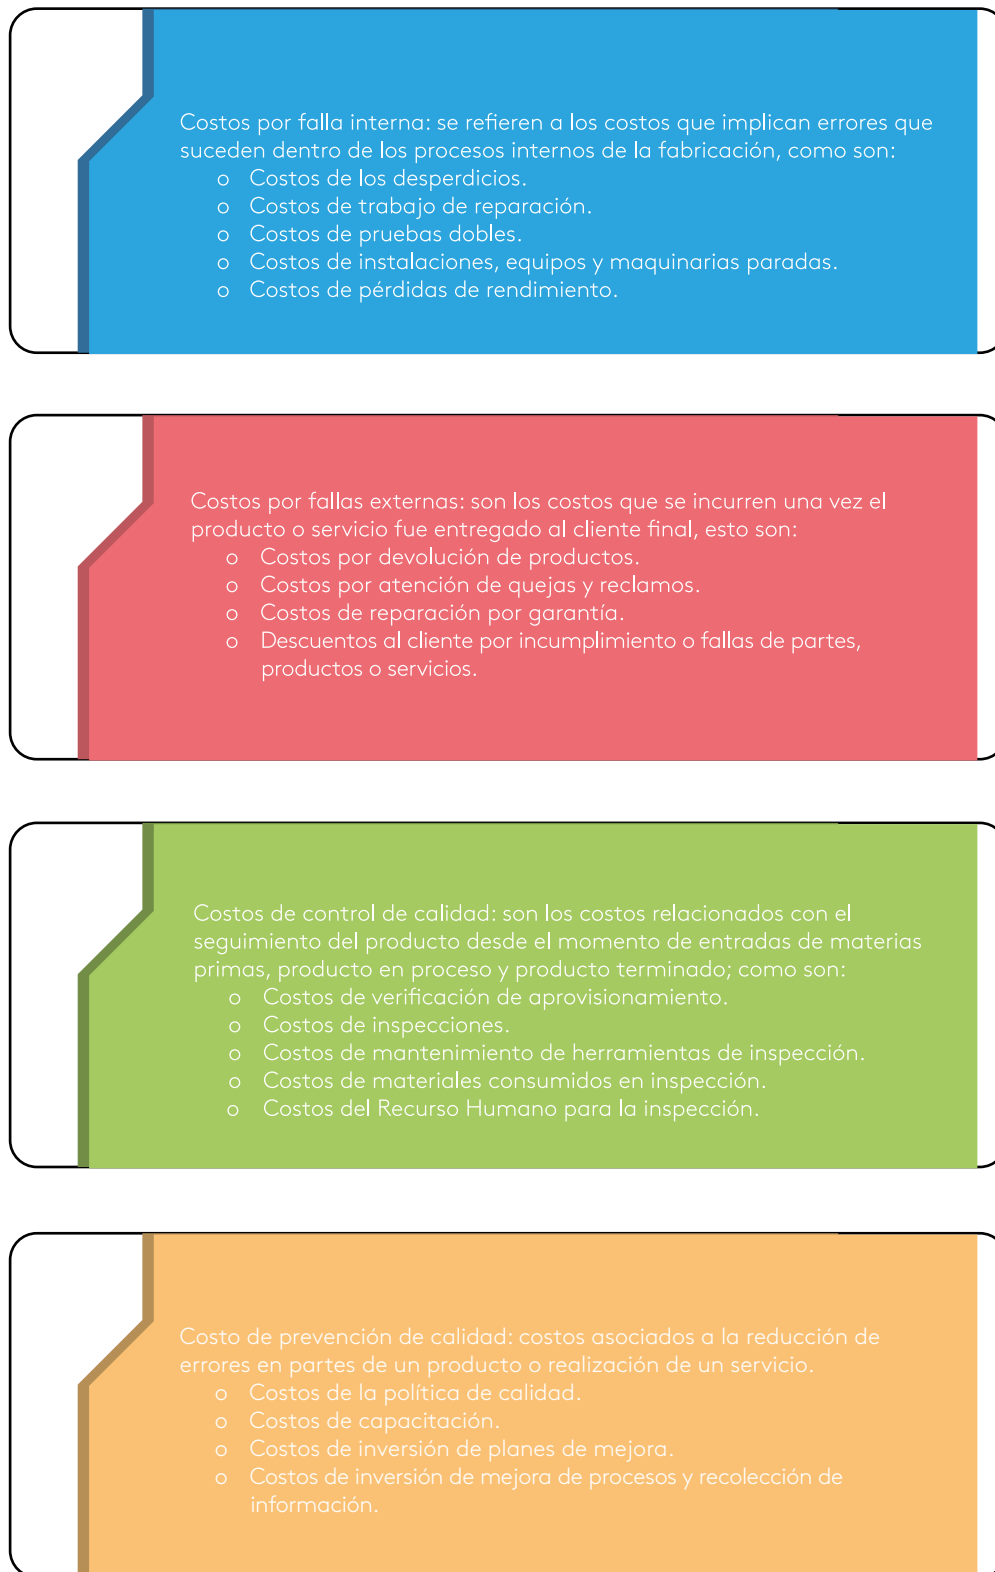 Costos por falla interna: se refieren a los costos que implican errores que
suceden dentro de los procesos internos de la fabricación, como son:
o Costos de los desperdicios.
o Costos de trabajo de reparación.
o Costos de pruebas dobles.
o Costos de instalaciones, equipos y maquinarias paradas.
o Costos de pérdidas de rendimiento.
Costos por fallas externas: son los costos que se incurren una vez el
producto o servicio fue entregado al cliente final, esto son:
o Costos por devolución de productos.
o Costos por atención de quejas y reclamos.
o Costos de reparación por garantía.
o Descuentos al cliente por incumplimiento o fallas de partes,
productos o servicios.
Costos de control de calidad: son los costos relacionados con el
seguimiento del producto desde el momento de entradas de materias
primas, producto en proceso y producto terminado; como son:
o Costos de verificación de aprovisionamiento.
o Costos de inspecciones.
o Costos de mantenimiento de herramientas de inspección.
o Costos de materiales consumidos en inspección.
o Costos del Recurso Humano para la inspección.
Costo de prevención de calidad: costos asociados a la reducción de
errores en partes de un producto o realización de un servicio.
o Costos de la política de calidad.
o Costos de capacitación.
o Costos de inversión de planes de mejora.
o Costos de inversión de mejora de procesos y recolección de
información.